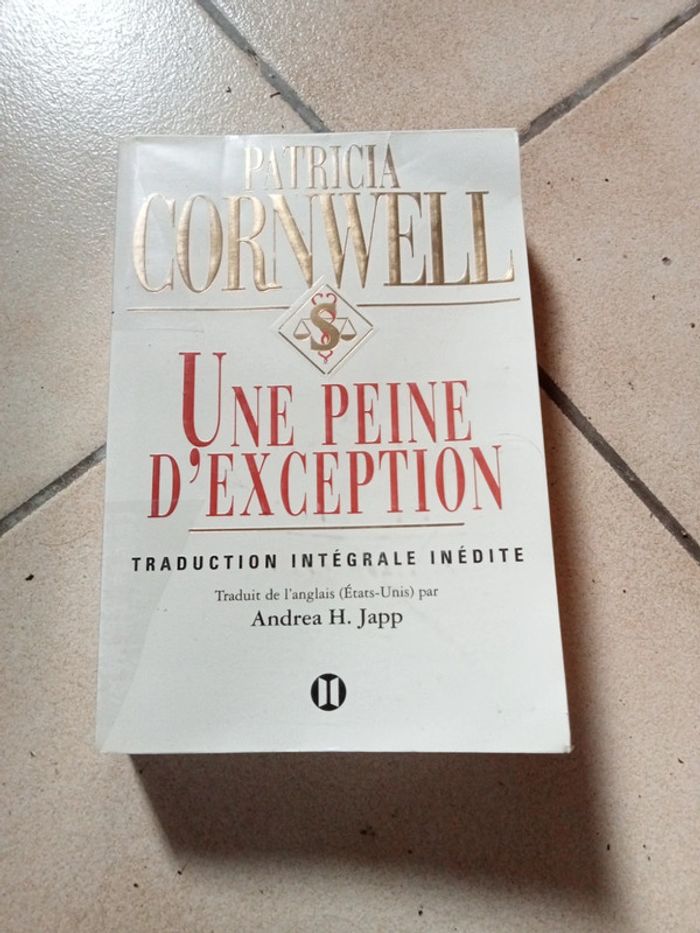 PATRICIA
CORNWELL
S
UNE PEINE
D'EXCEPTION
TRADUCTION INTÉGRALE INÉDITE
Traduit de l'anglais (États-Unis) par
Andrea H. Japp